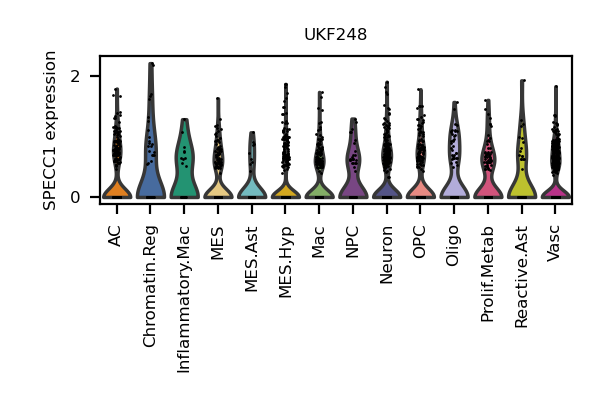 UKF248
SPECC1 expression
2
0
AC
Chromatin.Reg
Inflammatory.Mac
MES
MES.Ast
MES.Hyp
Mac
NPC
Neuron
OPC
Oligo
Prolif.Metab
Reactive.Ast
Vasc